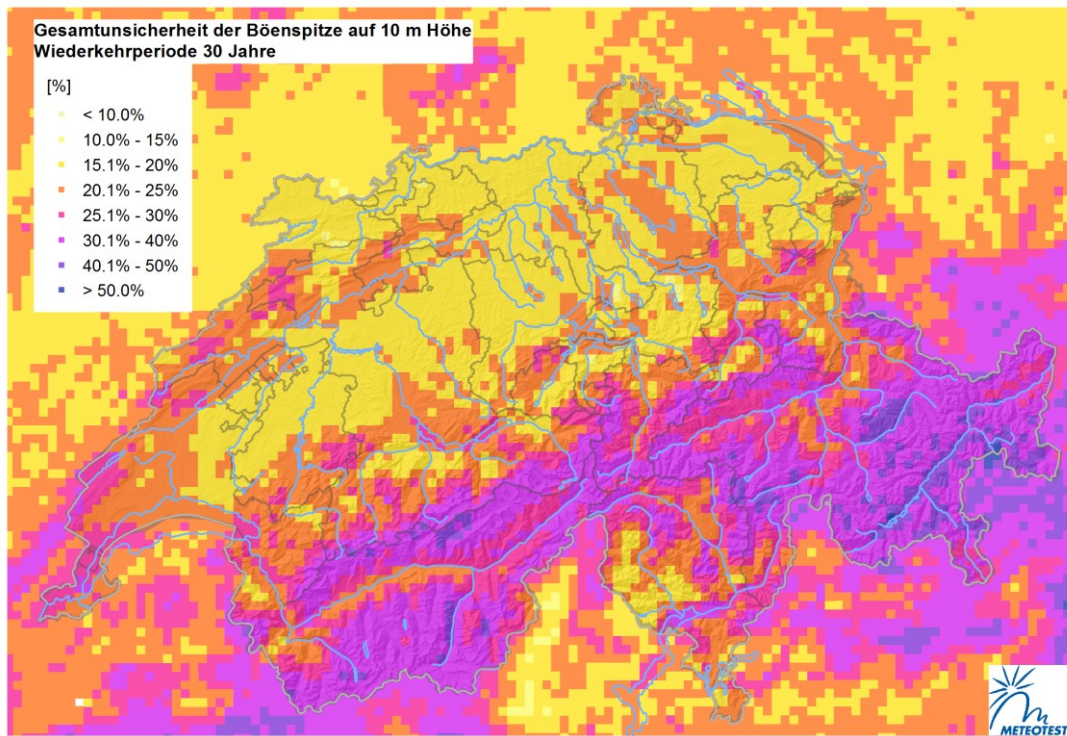 Gesamtunsicherheit der Böenspitze auf 10 m Höhe
Wiederkehrperiode 30 Jahre
[%]
< 10.0%
10.0% - 15%
15.1% - 20%
20.1% - 25%
25.1% - 30%
30.1% - 40%
40.1% - 50%
> 50.0%
METEOTEST